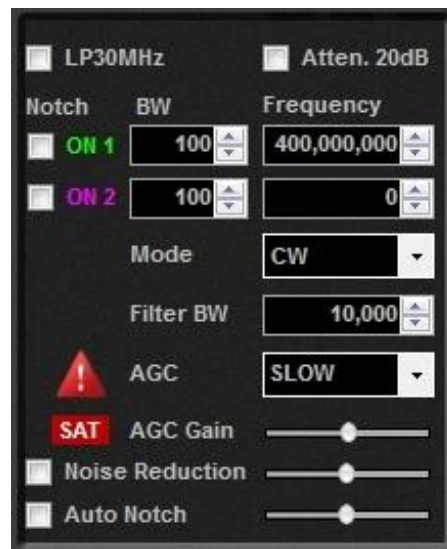 LP30MHz Atten. 20dB
Notch BW Frequency
ON 1 100 400,000,000
ON 2 100 0
Mode CW
Filter BW 10,000
AGC SLOW
SAT AGC Gain
Noise Reduction
Auto Notch